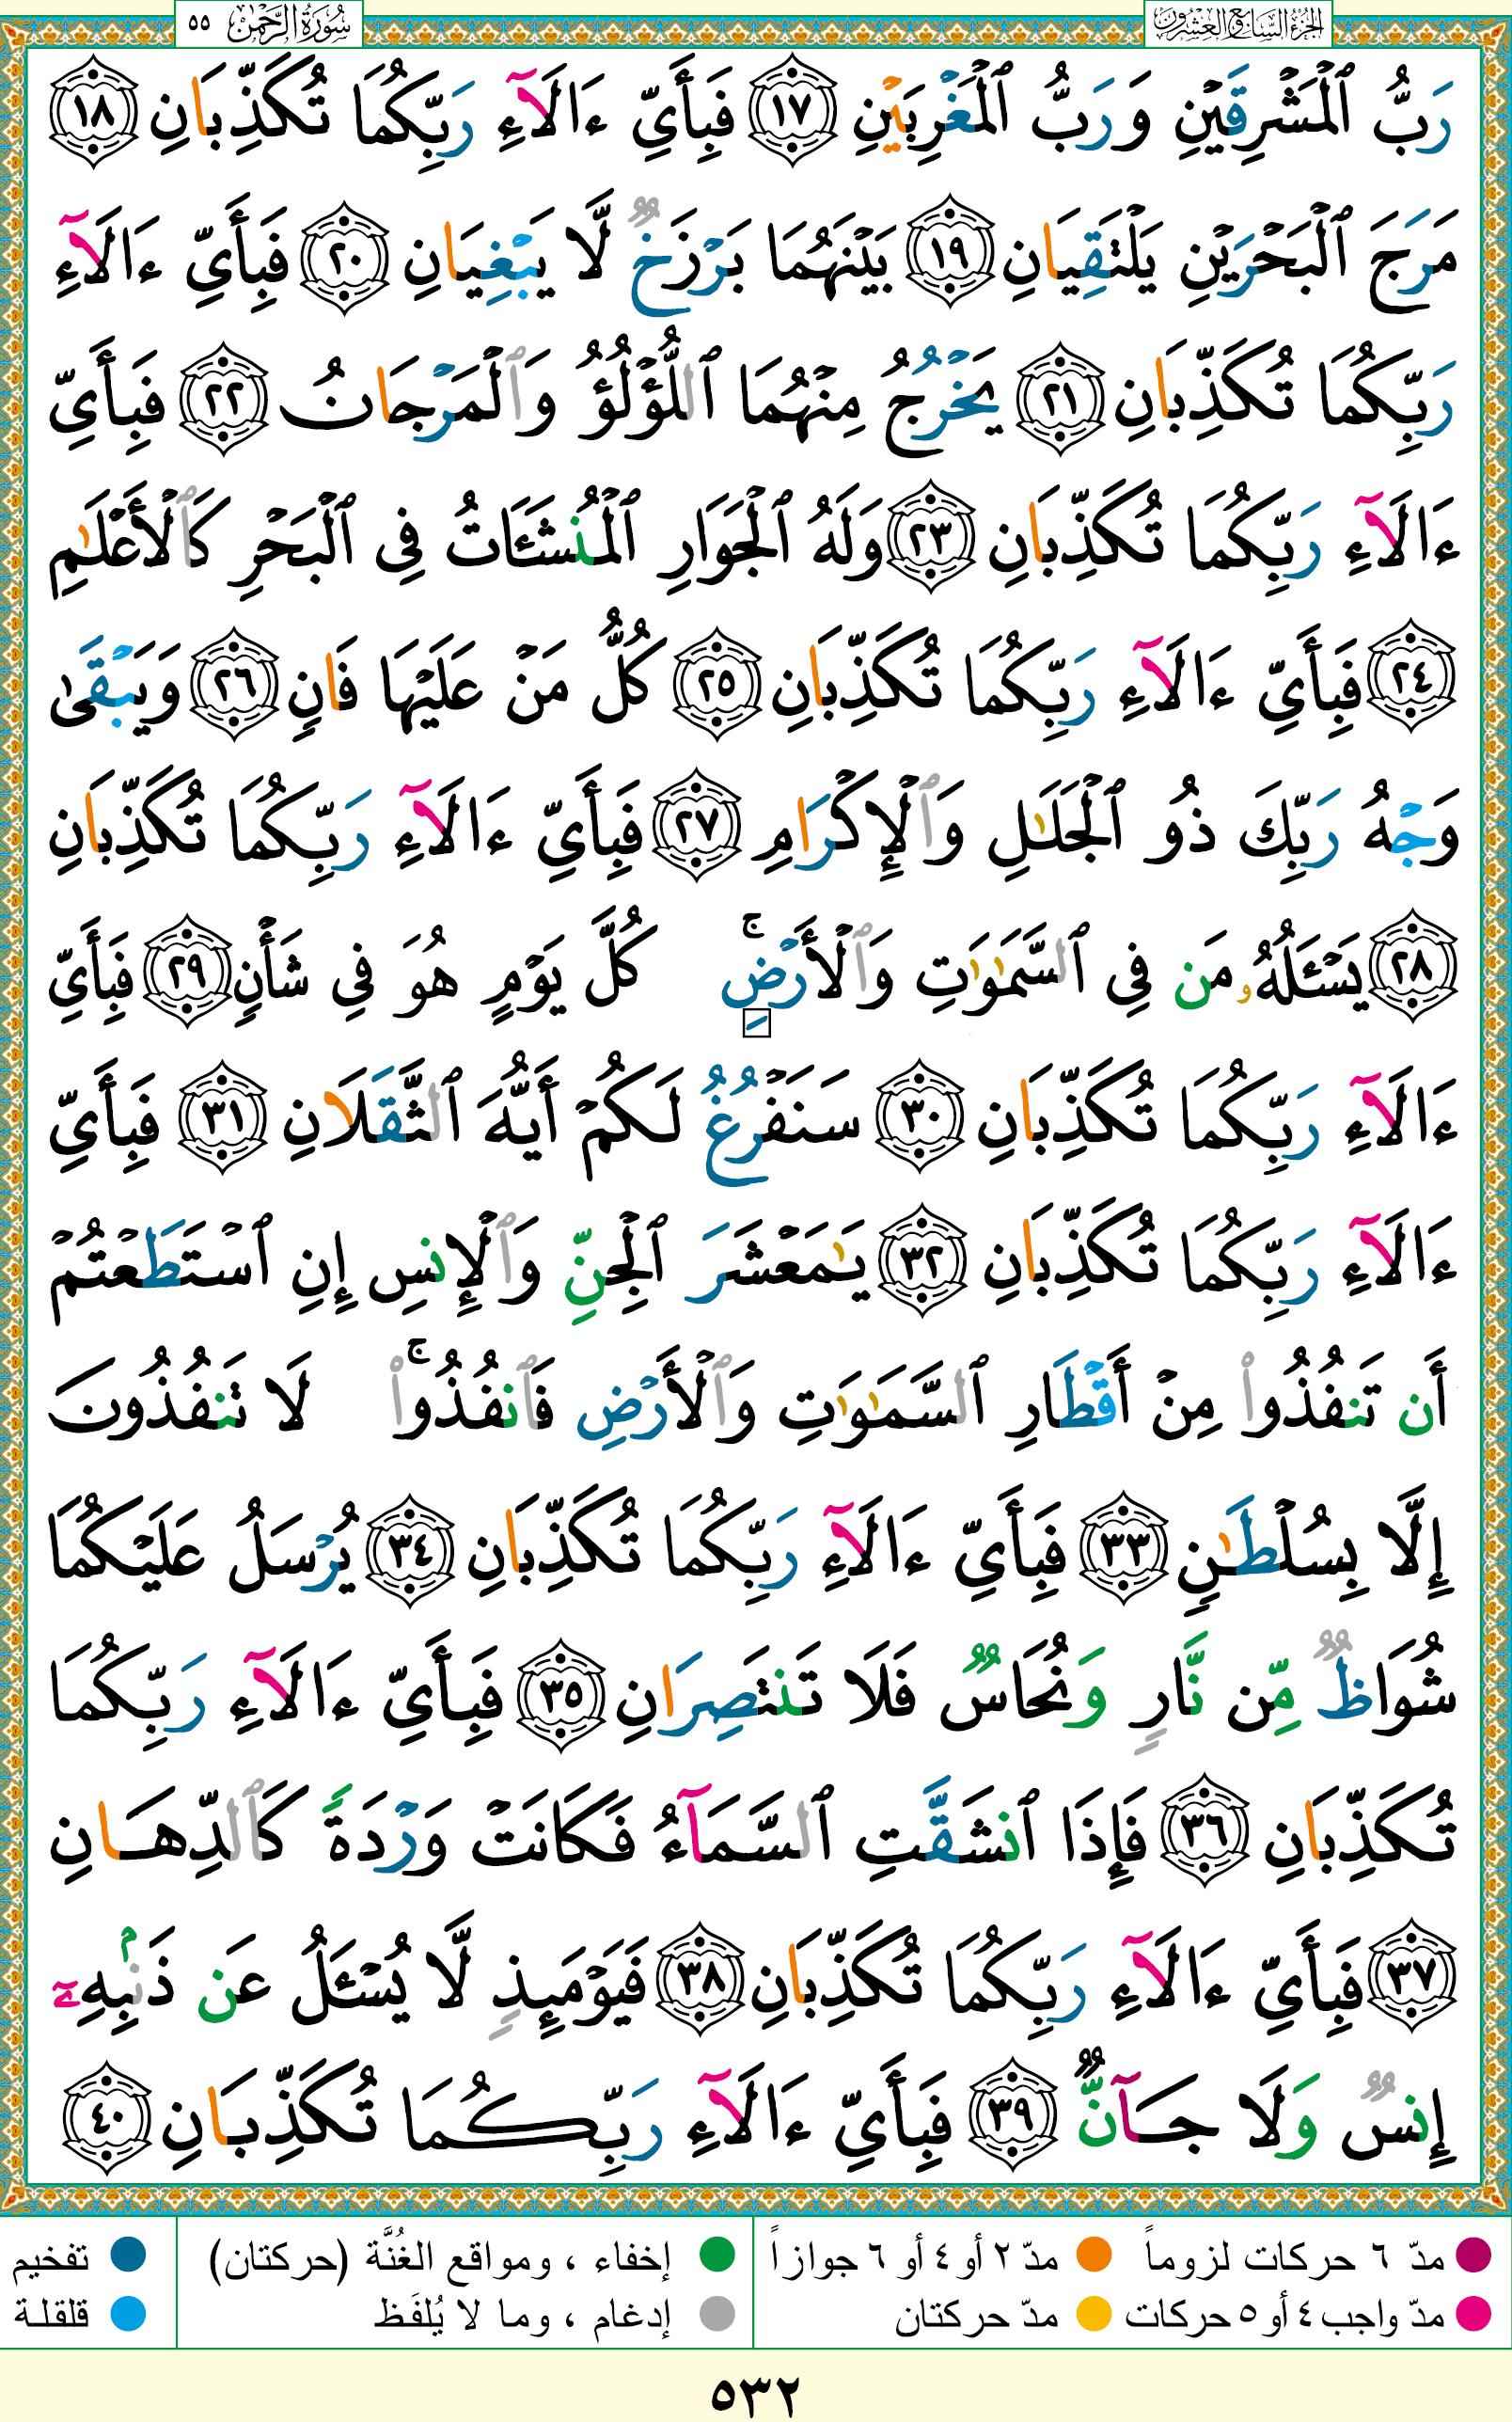 الجزء السابع العشرون
سورة الرحمن ٥٥
رَبُّ ٱلْمَشْرِقَيْنِ وَرَبُّ ٱلْمَغْرِبَيْنِ ١٧ فَبِأَيِّ ءَالَآءِ رَبِّكُمَا تُكَذِّبَانِ ١٨
مَرَجَ ٱلْبَحْرَيْنِ يَلْتَقِيَانِ ١٩ بَيْنَهُمَا بَرْزَخٌ لَّا يَبْغِيَانِ ٢٠ فَبِأَيِّ ءَالَآءِ
رَبِّكُمَا تُكَذِّبَانِ ٢١ يَخْرُجُ مِنْهُمَا ٱللُّؤْلُؤُ وَٱلْمَرْجَانُ ٢٢ فَبِأَيِّ
ءَالَآءِ رَبِّكُمَا تُكَذِّبَانِ ٢٣ وَلَهُ ٱلْجَوَارِ ٱلْمُنشَـَٔاتُ فِى ٱلْبَحْرِ كَٱلْأَعْلَٰمِ
٢٤ فَبِأَيِّ ءَالَآءِ رَبِّكُمَا تُكَذِّبَانِ ٢٥ كُلُّ مَنْ عَلَيْهَا فَانٍ ٢٦ وَيَبْقَىٰ
وَجْهُ رَبِّكَ ذُو ٱلْجَلَٰلِ وَٱلْإِكْرَامِ ٢٧ فَبِأَيِّ ءَالَآءِ رَبِّكُمَا تُكَذِّبَانِ
٢٨ يَسْـَٔلُهُۥ مَن فِى ٱلسَّمَٰوَٰتِ وَٱلْأَرْضِ ۚ كُلَّ يَوْمٍ هُوَ فِى شَأْنٍ ٢٩ فَبِأَيِّ
ءَالَآءِ رَبِّكُمَا تُكَذِّبَانِ ٣٠ سَنَفْرُغُ لَكُمْ أَيُّهَ ٱلثَّقَلَانِ ٣١ فَبِأَيِّ
ءَالَآءِ رَبِّكُمَا تُكَذِّبَانِ ٣٢ يَٰمَعْشَرَ ٱلْجِنِّ وَٱلْإِنسِ إِنِ ٱسْتَطَعْتُمْ
أَن تَنفُذُوا۟ مِنْ أَقْطَارِ ٱلسَّمَٰوَٰتِ وَٱلْأَرْضِ فَٱنفُذُوا۟ ۚ لَا تَنفُذُونَ
إِلَّا بِسُلْطَٰنٍ ٣٣ فَبِأَيِّ ءَالَآءِ رَبِّكُمَا تُكَذِّبَانِ ٣٤ يُرْسَلُ عَلَيْكُمَا
شُوَاظٌ مِّن نَّارٍ وَنُحَاسٌ فَلَا تَنتَصِرَانِ ٣٥ فَبِأَيِّ ءَالَآءِ رَبِّكُمَا
تُكَذِّبَانِ ٣٦ فَإِذَا ٱنشَقَّتِ ٱلسَّمَآءُ فَكَانَتْ وَرْدَةً كَٱلدِّهَانِ
٣٧ فَبِأَيِّ ءَالَآءِ رَبِّكُمَا تُكَذِّبَانِ ٣٨ فَيَوْمَئِذٍ لَّا يُسْـَٔلُ عَن ذَنۢبِهِۦٓ
إِنسٌ وَلَا جَآنٌّ ٣٩ فَبِأَيِّ ءَالَآءِ رَبِّكُمَا تُكَذِّبَانِ ٤٠
مدّ ٦ حركات لزوماً مدّ ٢ أو ٤ أو ٦ جوازاً إخفاء ، ومواقع الغُنَّة (حركتان) تفخيم
مدّ واجب ٤ أو ٥ حركات مدّ حركتان إدغام ، وما لا يُلفَظ قلقلة
٥٣٢